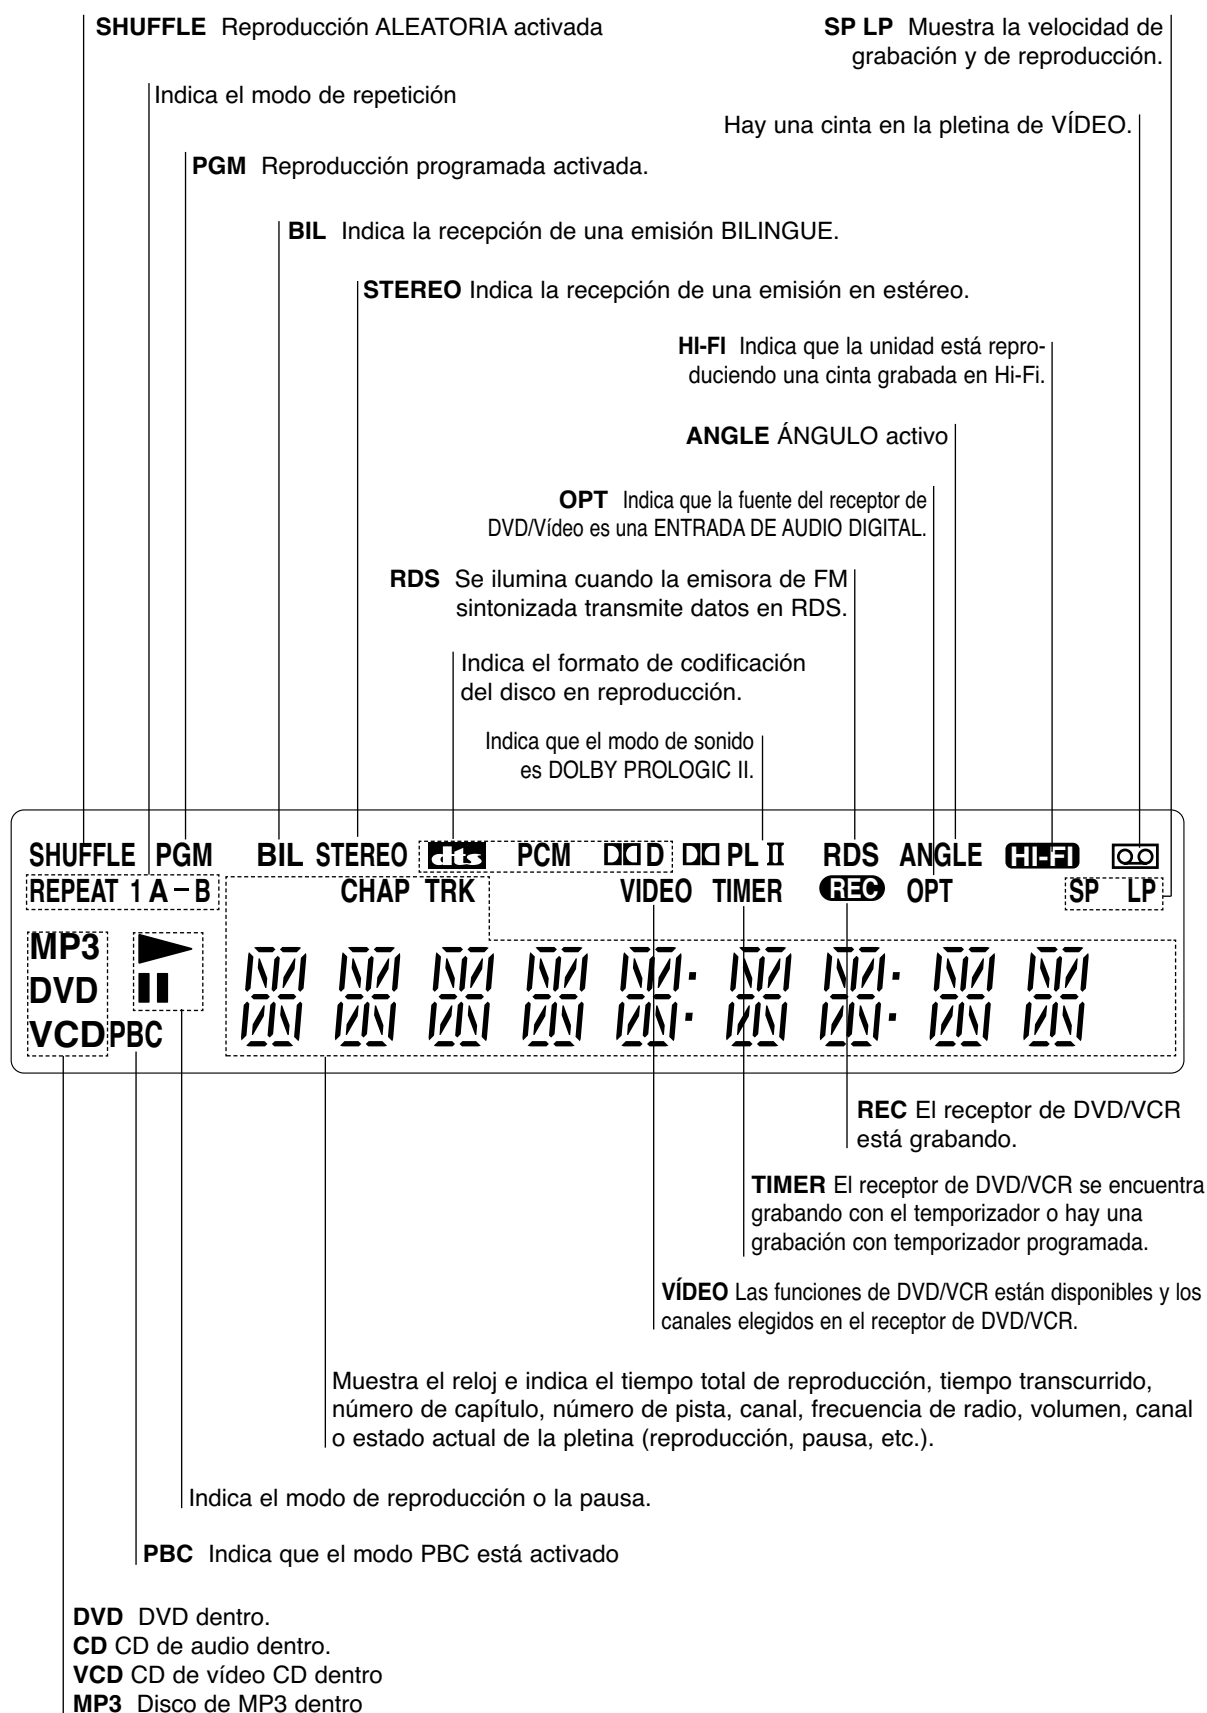 SHUFFLE Reproducción ALEATORIA activada
SP LP Muestra la velocidad de
grabación y de reproducción.
Indica el modo de repetición
Hay una cinta en la pletina de VÍDEO.
PGM Reproducción programada activada.
BIL Indica la recepción de una emisión BILINGUE.
STEREO Indica la recepción de una emisión en estéreo.
HI-FI Indica que la unidad está repro-
duciendo una cinta grabada en Hi-Fi.
ANGLE ÁNGULO activo
OPT Indica que la fuente del receptor de
DVD/Vídeo es una ENTRADA DE AUDIO DIGITAL.
RDS Se ilumina cuando la emisora de FM
sintonizada transmite datos en RDS.
Indica el formato de codificación
del disco en reproducción.
Indica que el modo de sonido
es DOLBY PROLOGIC II.
SHUFFLE PGM BIL STEREO dts PCM D PL II RDS ANGLE HI-FI
REPEAT 1 A - B CHAP TRK VIDEO TIMER REC OPT SP LP
MP3
DVD
VCD PBC
REC El receptor de DVD/VCR
está grabando.
TIMER El receptor de DVD/VCR se encuentra
grabando con el temporizador o hay una
grabación con temporizador programada.
VÍDEO Las funciones de DVD/VCR están disponibles y los
canales elegidos en el receptor de DVD/VCR.
Muestra el reloj e indica el tiempo total de reproducción, tiempo transcurrido,
número de capítulo, número de pista, canal, frecuencia de radio, volumen, canal
o estado actual de la pletina (reproducción, pausa, etc.).
Indica el modo de reproducción o la pausa.
PBC Indica que el modo PBC está activado
DVD DVD dentro.
CD CD de audio dentro.
VCD CD de vídeo CD dentro
MP3 Disco de MP3 dentro